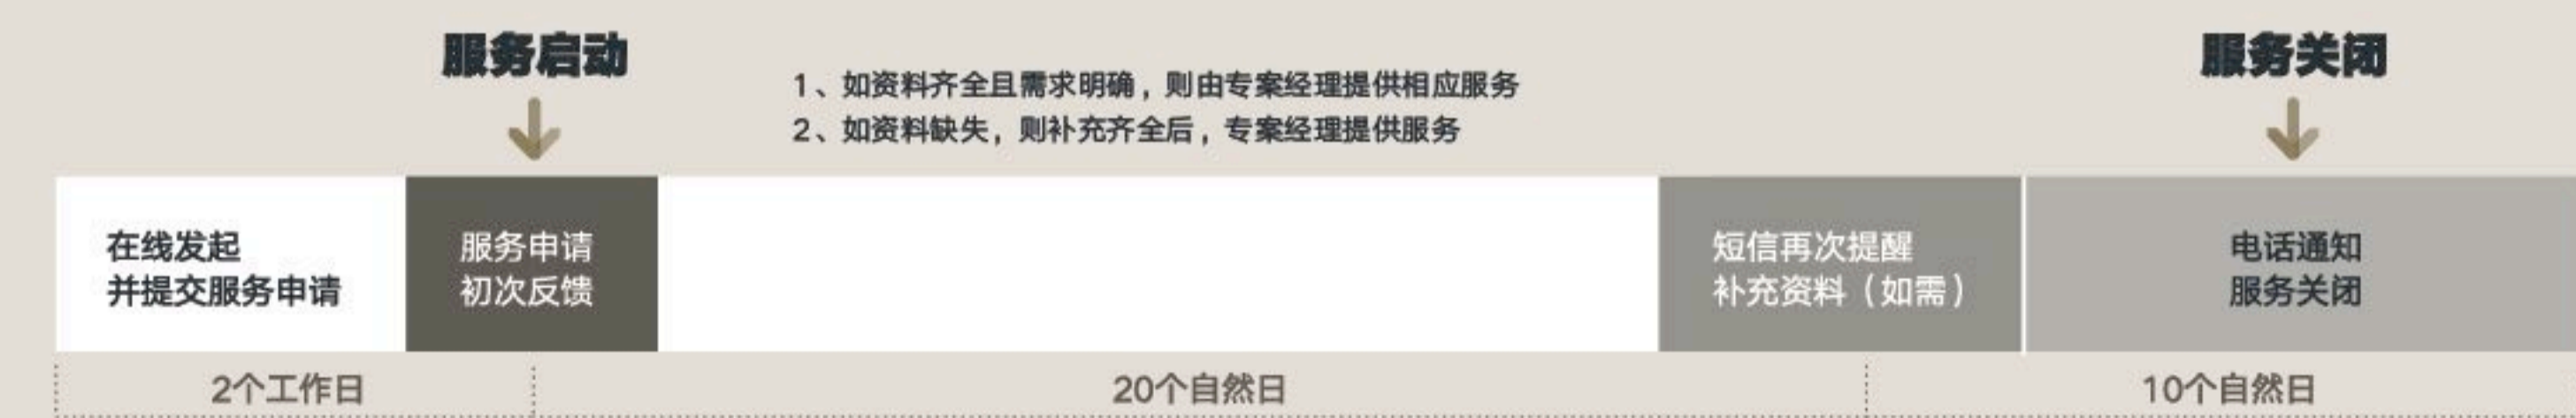 服务启动
服务关闭
1、如资料齐全且需求明确，则由专案经理提供相应服务
2、如资料缺失，则补充齐全后，专案经理提供服务
在线发起
并提交服务申请
服务申请
初次反馈
短信再次提醒
补充资料（如需）
电话通知
服务关闭
2个工作日
20个自然日
10个自然日